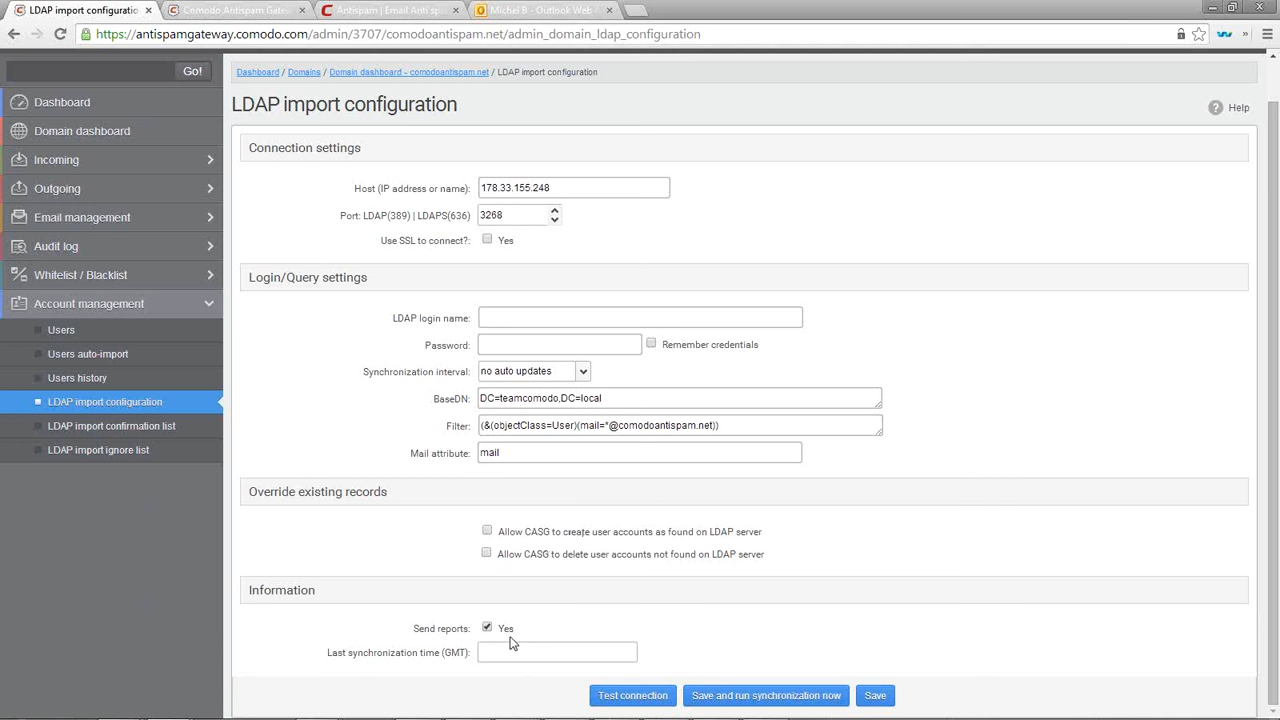 LDAP import configuration
Comodo Antispam Gatew
Antispam | Email Anti sp
Michel B - Outlook Web
https://antispamgateway.comodo.com/admin/3707/comodoantispam.net/admin_domain_ldap_configuration
Go!
Dashboard / Domains / Domain dashboard - comodoantispam.net / LDAP import configuration
Dashboard
Domain dashboard
Incoming
Outgoing
Email management
Audit log
Whitelist / Blacklist
Account management
Users
Users auto-import
Users history
LDAP import configuration
LDAP import confirmation list
LDAP import ignore list
LDAP import configuration
Help
Connection settings
Host (IP address or name): 178.33.155.248
Port: LDAP(389) | LDAPS(636) 3268
Use SSL to connect?: Yes
Login/Query settings
LDAP login name:
Password: Remember credentials
Synchronization interval: no auto updates
BaseDN: DC=teamcomodo,DC=local
Filter: (&(objectClass=User)(mail=*@comodoantispam.net))
Mail attribute: mail
Override existing records
Allow CASG to create user accounts as found on LDAP server
Allow CASG to delete user accounts not found on LDAP server
Information
Send reports: Yes
Last synchronization time (GMT):
Test connection Save and run synchronization now Save